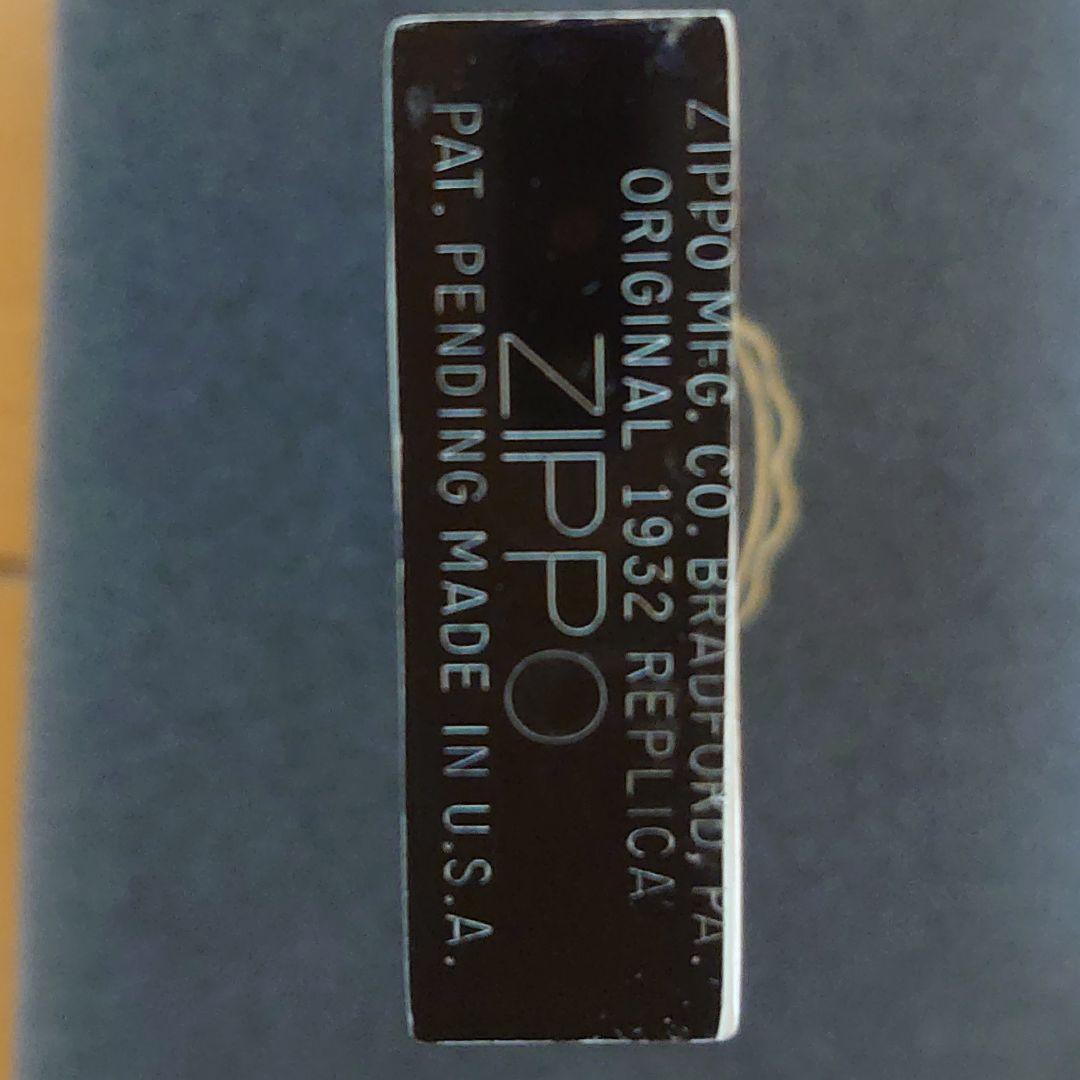 ZIPPO MFG. CO. BRADFORD, PA.
ORIGINAL 1932 REPLICA
ZIPPO
PAT. PENDING MADE IN U.S.A.